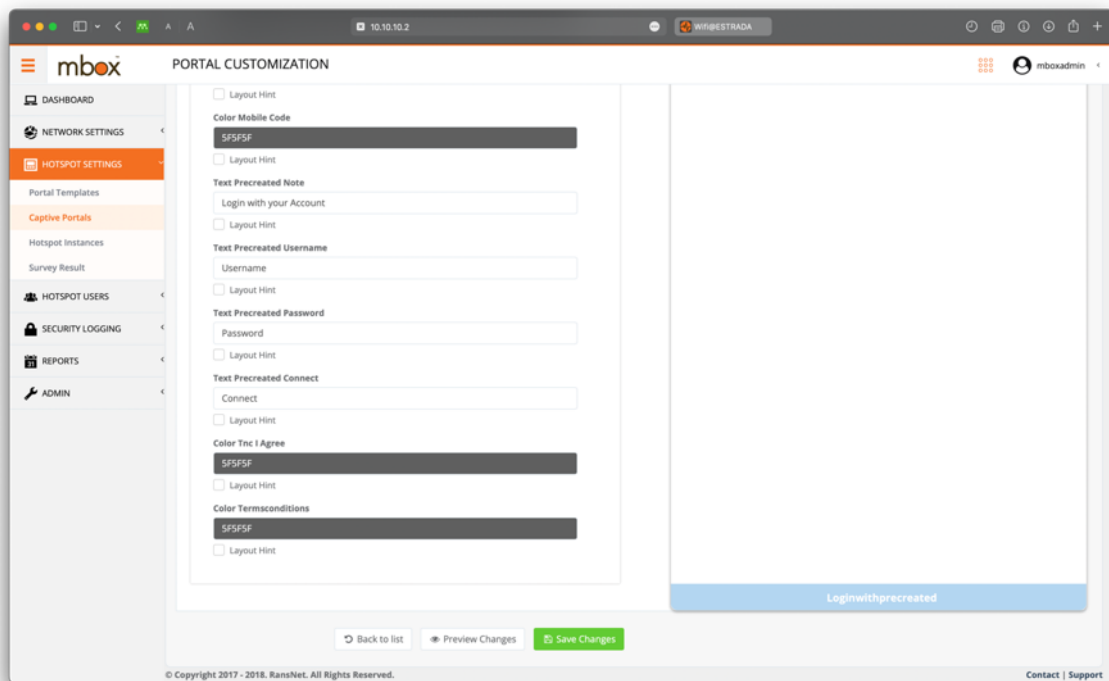 A A
10.10.10.2
Wifi@ESTRADA
mbox
PORTAL CUSTOMIZATION
mboxadmin
DASHBOARD
NETWORK SETTINGS
HOTSPOT SETTINGS
Portal Templates
Captive Portals
Hotspot Instances
Survey Result
HOTSPOT USERS
SECURITY LOGGING
REPORTS
ADMIN
Layout Hint
Color Mobile Code
5F5F5F
Layout Hint
Text Precreated Note
Login with your Account
Layout Hint
Text Precreated Username
Username
Layout Hint
Text Precreated Password
Password
Layout Hint
Text Precreated Connect
Connect
Layout Hint
Color Tnc I Agree
5F5F5F
Layout Hint
Color Termsconditions
5F5F5F
Layout Hint
Loginwithprecreated
Back to list
Preview Changes
Save Changes
© Copyright 2017 - 2018. RansNet. All Rights Reserved.
Contact | Support